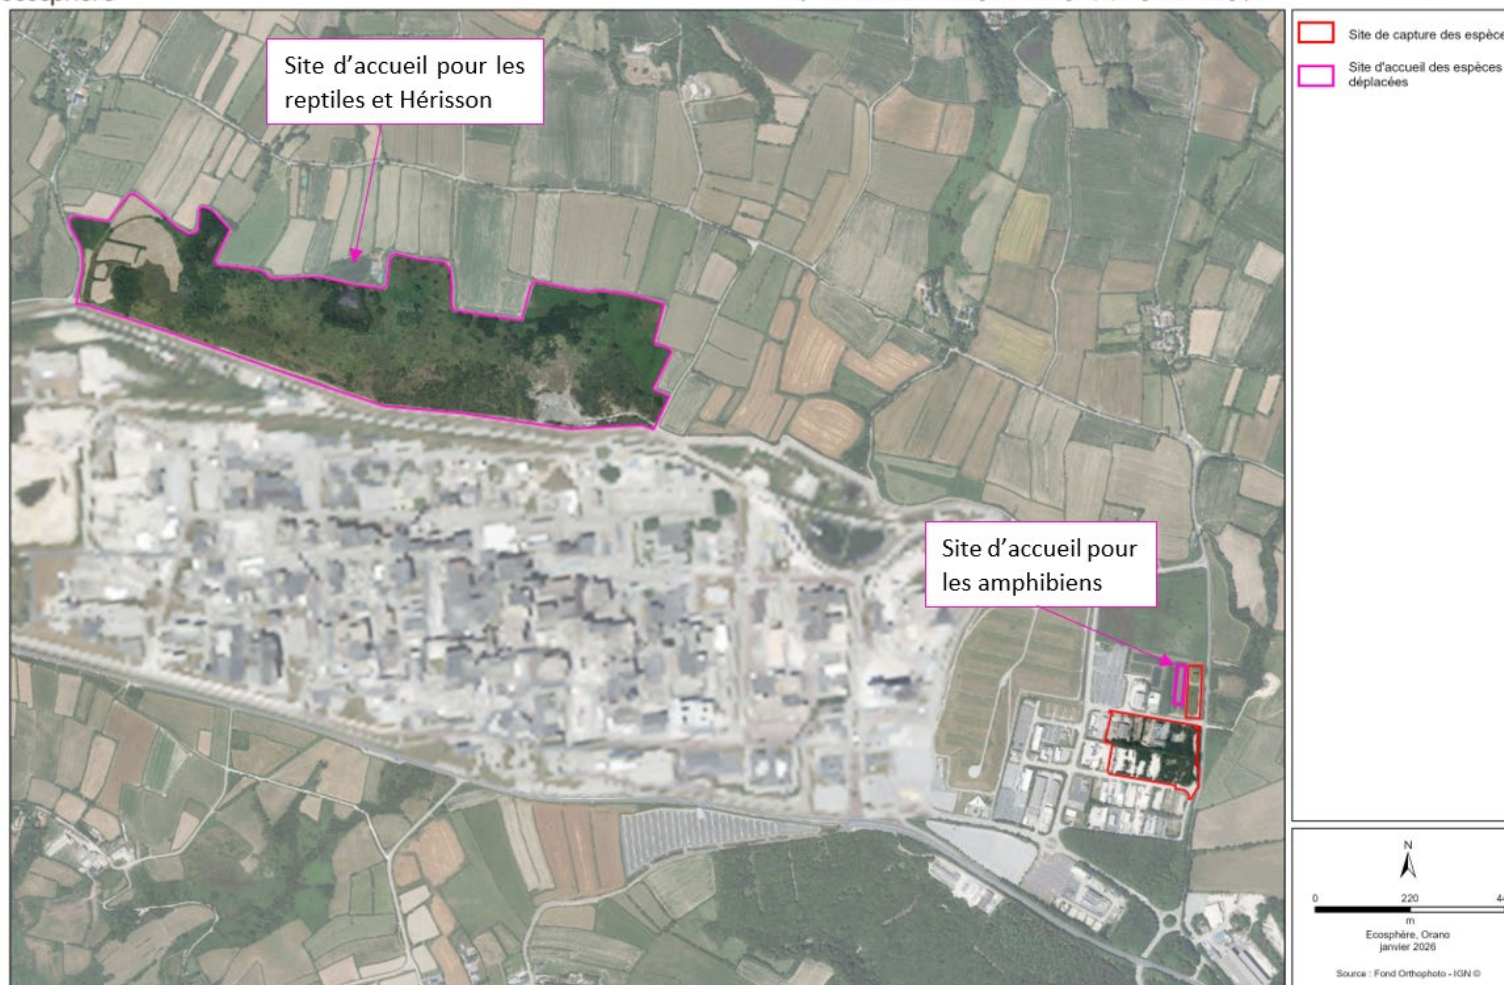 Site d'accueil pour les
reptiles et Hérisson
Site d'accueil pour
les amphibiens
Site de capture des espèce
Site d'accueil des espèces
déplacées
N
0 220 44
m
Ecosphère, Orano
janvier 2026
Source : Fond Orthophoto - IGN ©